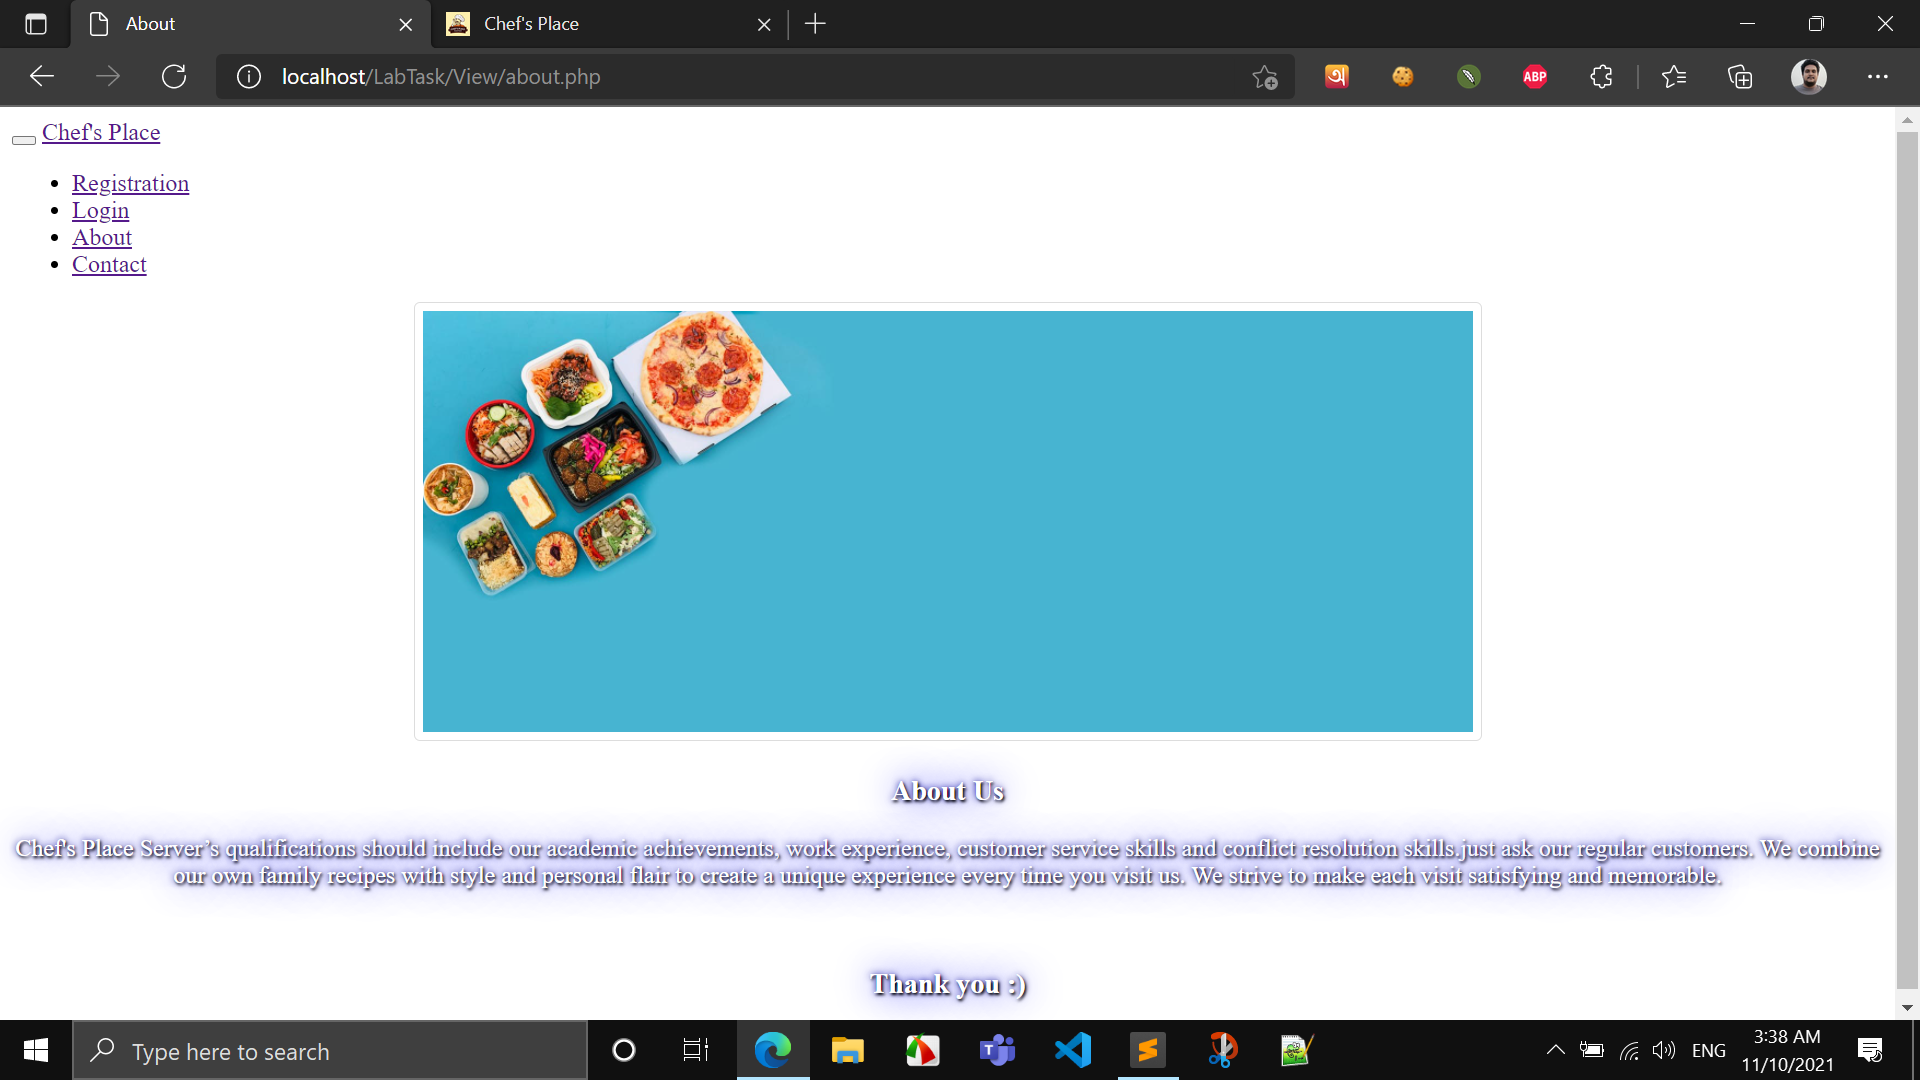 About
Chef's Place
localhost/LabTask/View/about.php
ABP
Chef's Place
Registration
Login
About
Contact
About Us
Chef's Place Server’s qualifications should include our academic achievements, work experience, customer service skills and conflict resolution skills.just ask our regular customers. We combine
our own family recipes with style and personal flair to create a unique experience every time you visit us. We strive to make each visit satisfying and memorable.
Thank you :)
Type here to search
ENG
3:38 AM
11/10/2021